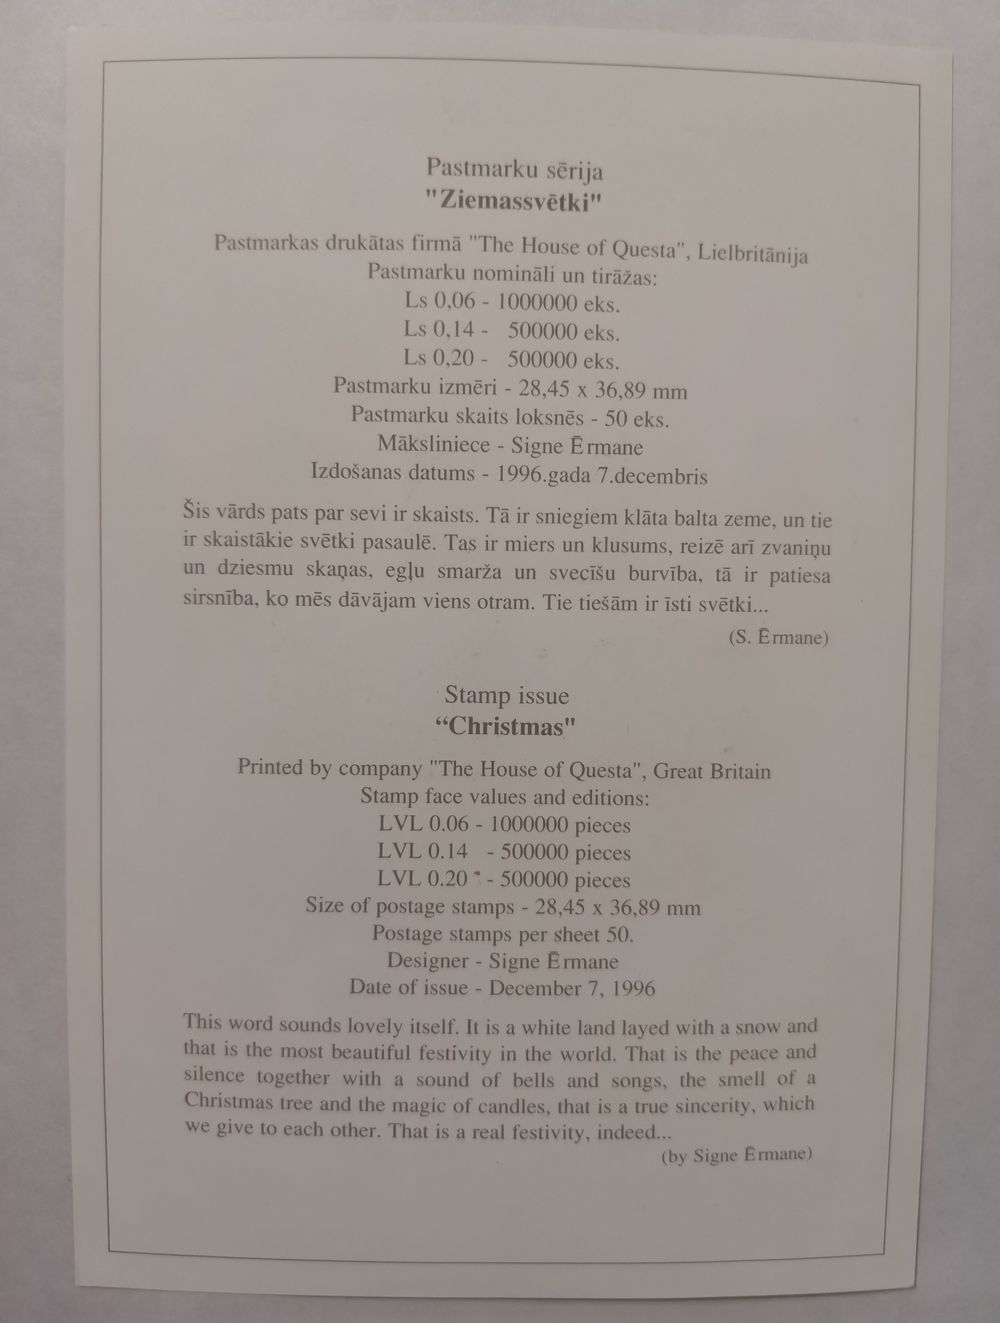 Pastmarku sērija
"Ziemassvētki"
Pastmarkas drukātas firmā "The House of Questa", Lielbritānija
Pastmarku nomināli un tirāžas:
Ls 0,06 - 1000000 eks.
Ls 0,14 - 500000 eks.
Ls 0,20 - 500000 eks.
Pastmarku izmēri - 28,45 x 36,89 mm
Pastmarku skaits loksnēs - 50 eks.
Māksliniece - Signe Ērmane
Izdošanas datums - 1996.gada 7.decembris
Šis vārds pats par sevi ir skaists. Tā ir sniegiem klāta balta zeme, un tie
ir skaistākie svētki pasaulē. Tas ir miers un klusums, reizē arī zvaniņu
un dziesmu skaņas, egļu smarža un svecīšu burvība, tā ir patiesa
sirsnība, ko mēs dāvājam viens otram. Tie tiešām ir īsti svētki...
(S. Ērmane)
Stamp issue
“Christmas"
Printed by company "The House of Questa", Great Britain
Stamp face values and editions:
LVL 0.06 - 1000000 pieces
LVL 0.14 - 500000 pieces
LVL 0.20 - 500000 pieces
Size of postage stamps - 28,45 x 36,89 mm
Postage stamps per sheet 50.
Designer - Signe Ērmane
Date of issue - December 7, 1996
This word sounds lovely itself. It is a white land layed with a snow and
that is the most beautiful festivity in the world. That is the peace and
silence together with a sound of bells and songs, the smell of a
Christmas tree and the magic of candles, that is a true sincerity, which
we give to each other. That is a real festivity, indeed...
(by Signe Ērmane)